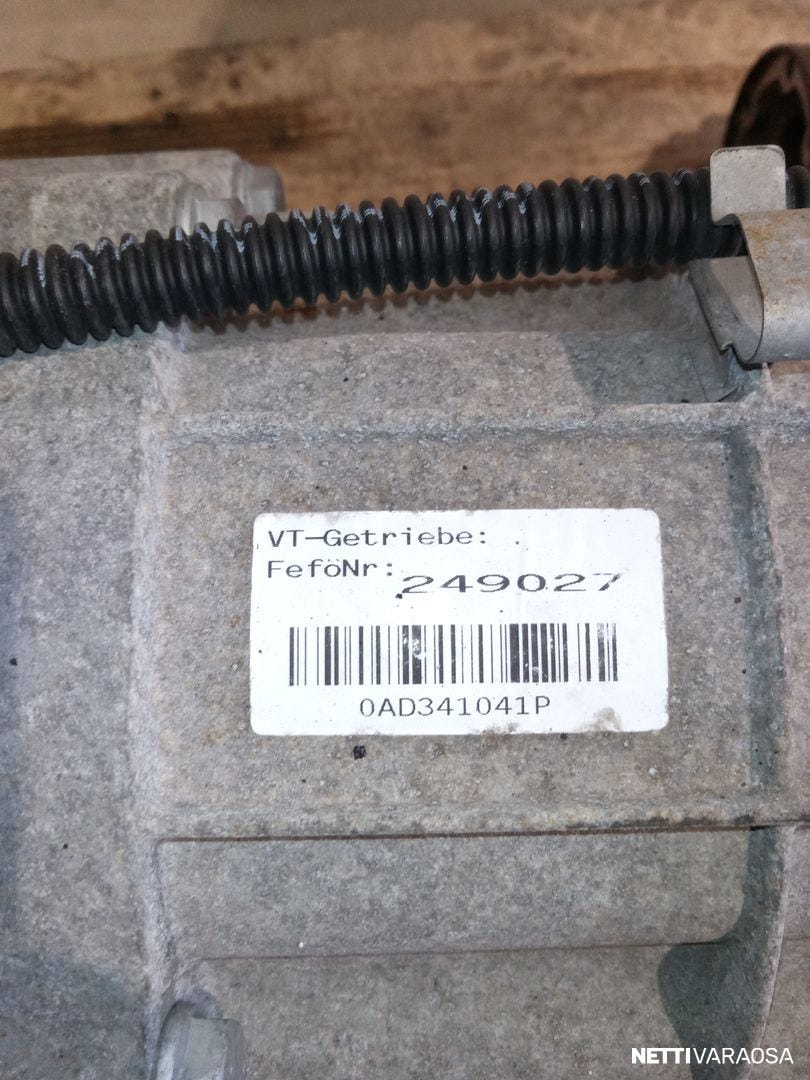 VT-Getriebe: .
FeföNr: 249027
0AD341041P
NETTIVARAOSA